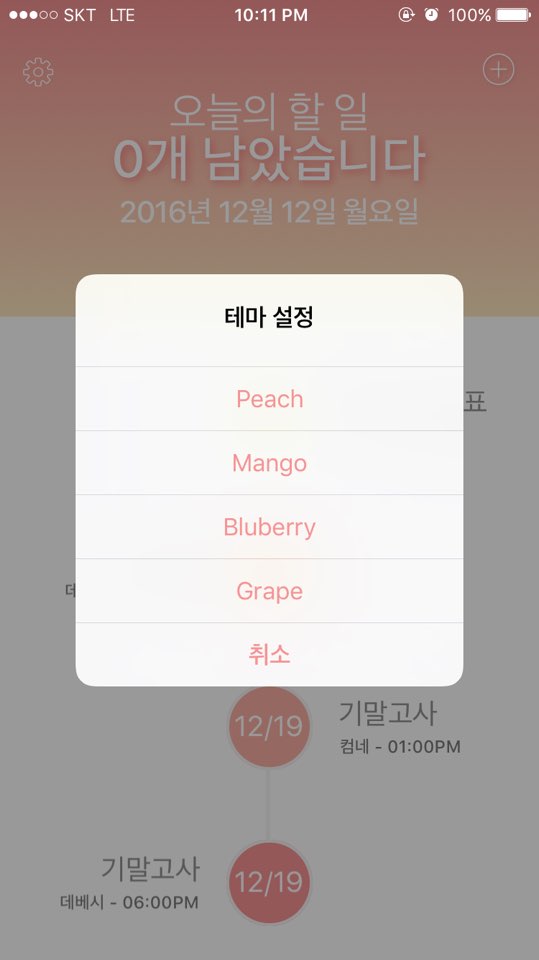 SKT LTE 10:11 PM 100%
오늘의 할 일
0개 남았습니다
2016년 12월 12일 월요일
테마 설정
표
Peach
Mango
Bluberry
Grape
취소
12/19
기말고사
컴네 - 01:00PM
기말고사
데베시 - 06:00PM
12/19